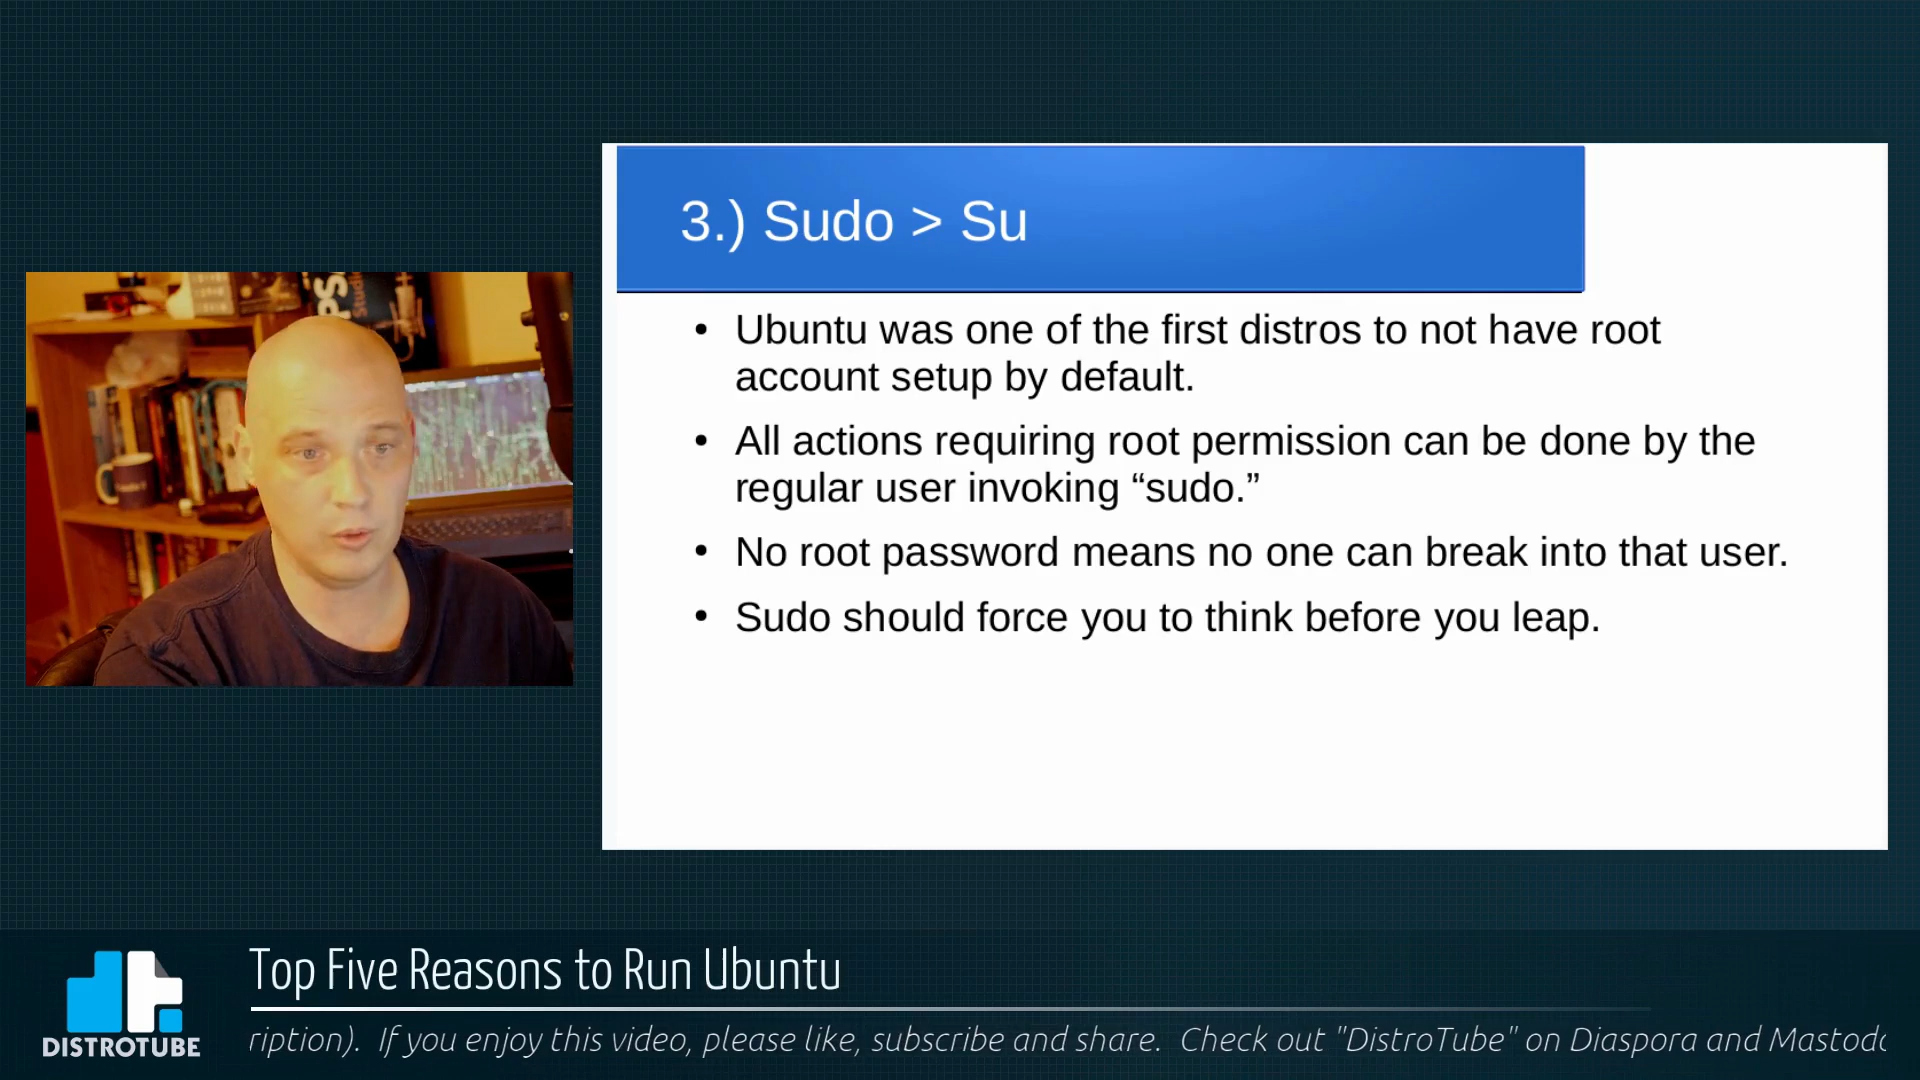 3.) Sudo > Su
• Ubuntu was one of the first distros to not have root
account setup by default.
• All actions requiring root permission can be done by the
regular user invoking “sudo.”
• No root password means no one can break into that user.
• Sudo should force you to think before you leap.
Top Five Reasons to Run Ubuntu
ription). If you enjoy this video, please like, subscribe and share. Check out "DistroTube" on Diaspora and Mastodo
DISTROTUBE